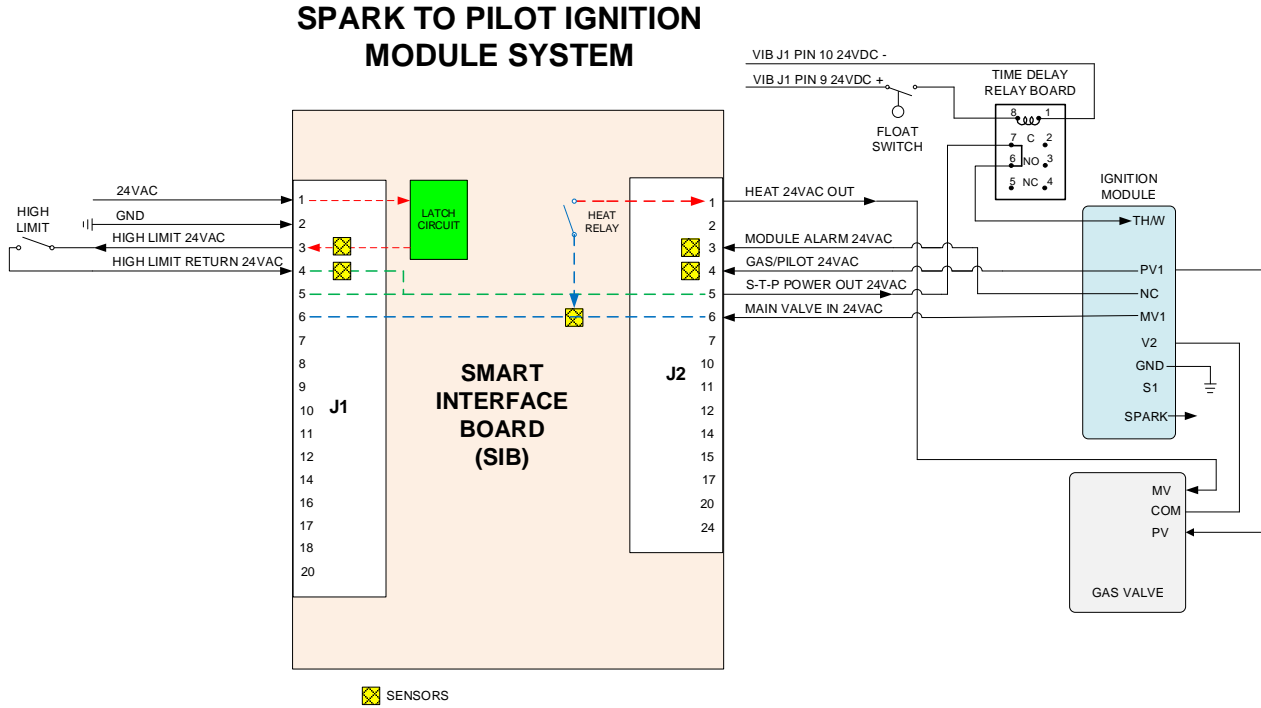 SPARK TO PILOT IGNITION
MODULE SYSTEM
VIB J1 PIN 10 24VDC -
VIB J1 PIN 9 24VDC +
FLOAT
SWITCH
TIME DELAY
RELAY BOARD
8 1
7 C 2
6 NO 3
5 NC 4
24VAC
GND
HIGH
LIMIT
HIGH LIMIT 24VAC
HIGH LIMIT RETURN 24VAC
1
2
3
4
5
6
7
8
9
10
11
12
14
16
17
18
20
J1
LATCH
CIRCUIT
HEAT
RELAY
SMART
INTERFACE
BOARD
(SIB)
J2
1
2
3
4
5
6
7
10
11
12
14
15
17
20
24
HEAT 24VAC OUT
MODULE ALARM 24VAC
GAS/PILOT 24VAC
S-T-P POWER OUT 24VAC
MAIN VALVE IN 24VAC
IGNITION
MODULE
TH/W
PV1
NC
MV1
V2
GND
S1
SPARK
MV
COM
PV
GAS VALVE
SENSORS